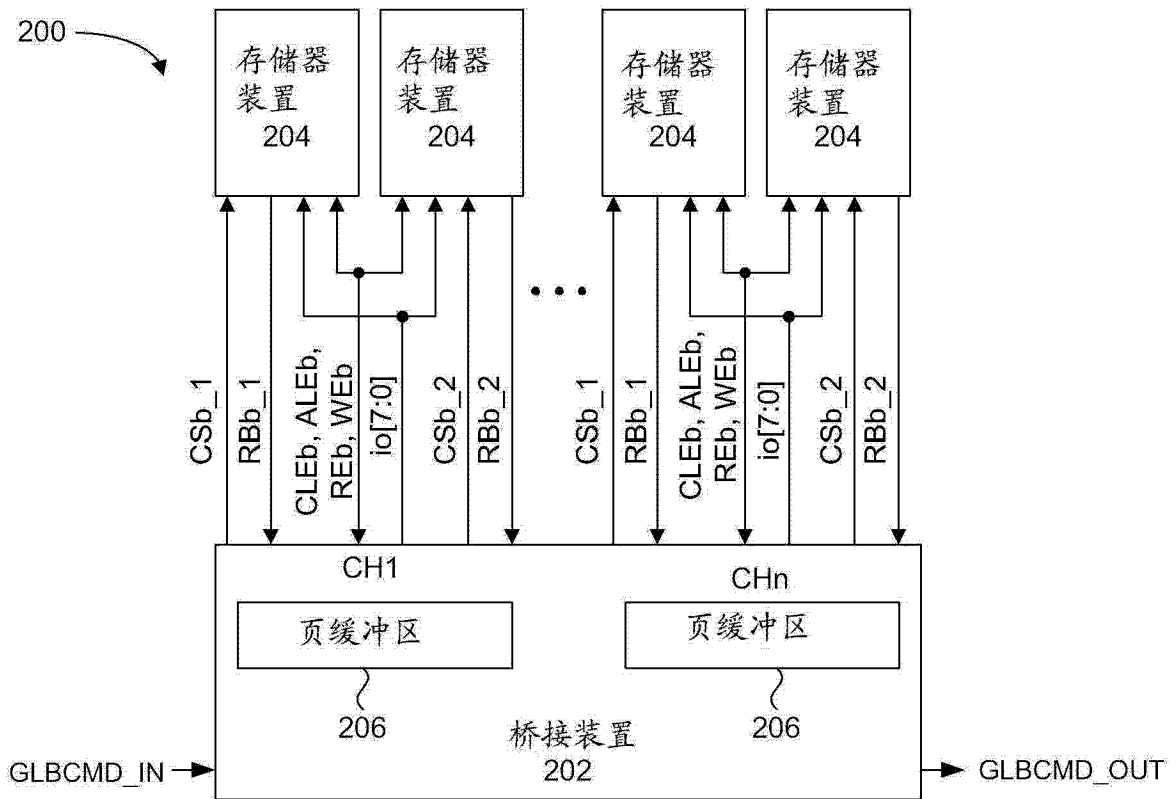 200
存储器
装置
204
存储器
装置
204
存储器
装置
204
存储器
装置
204
CSb_1
RBb_1
CLEb, ALEb,
REb, WEb
io[7:0]
CSb_2
RBb_2
CSb_1
RBb_1
CLEb, ALEb,
REb, WEb
io[7:0]
CSb_2
RBb_2
CH1
CHn
页缓冲区
页缓冲区
206
206
桥接装置
202
GLBCMD_IN
GLBCMD_OUT